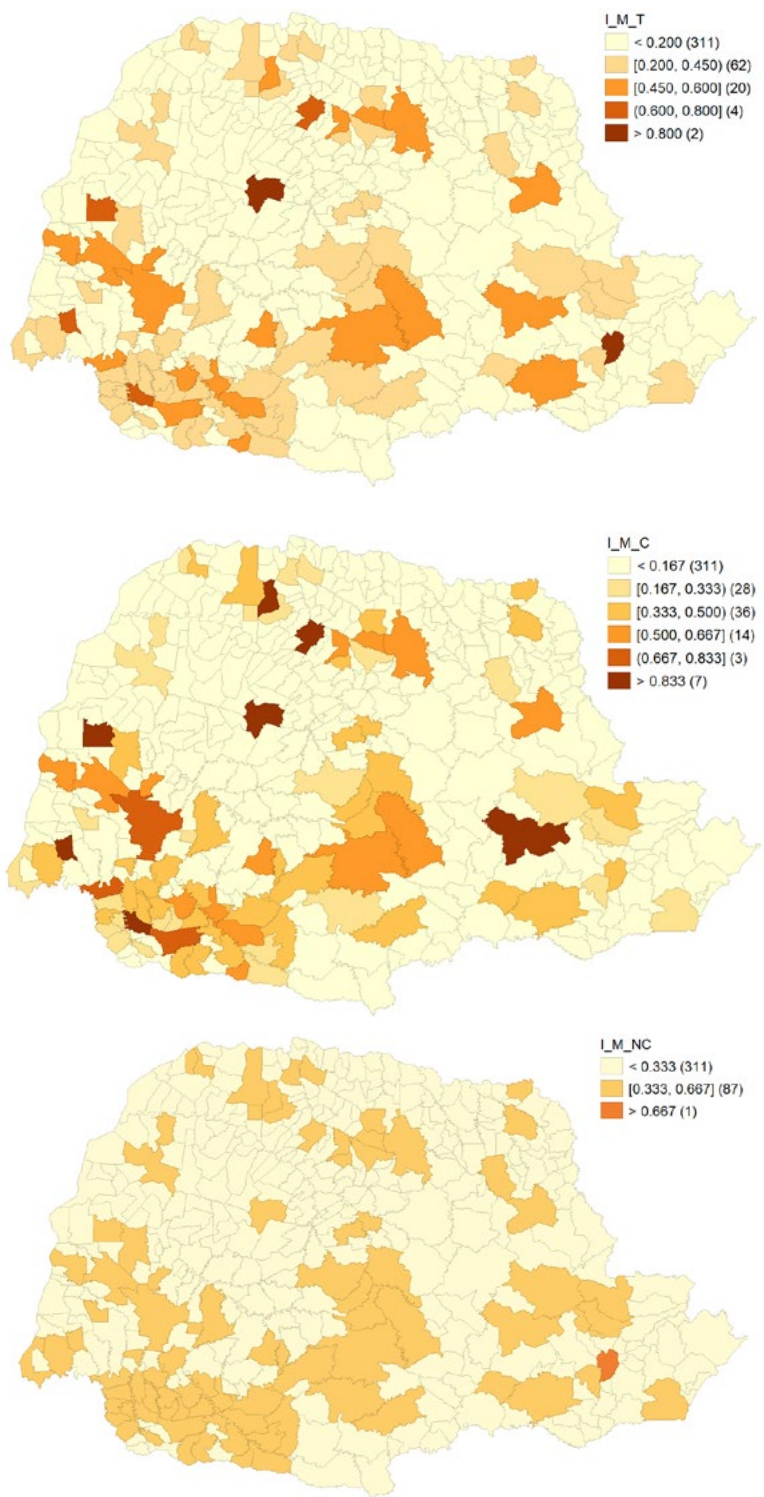 I_M_T
< 0.200 (311)
[0.200, 0.450) (62)
[0.450, 0.600] (20)
(0.600, 0.800] (4)
> 0.800 (2)
I_M_C
< 0.167 (311)
[0.167, 0.333) (28)
[0.333, 0.500) (36)
[0.500, 0.667] (14)
(0.667, 0.833] (3)
> 0.833 (7)
I_M_NC
< 0.333 (311)
[0.333, 0.667] (87)
> 0.667 (1)